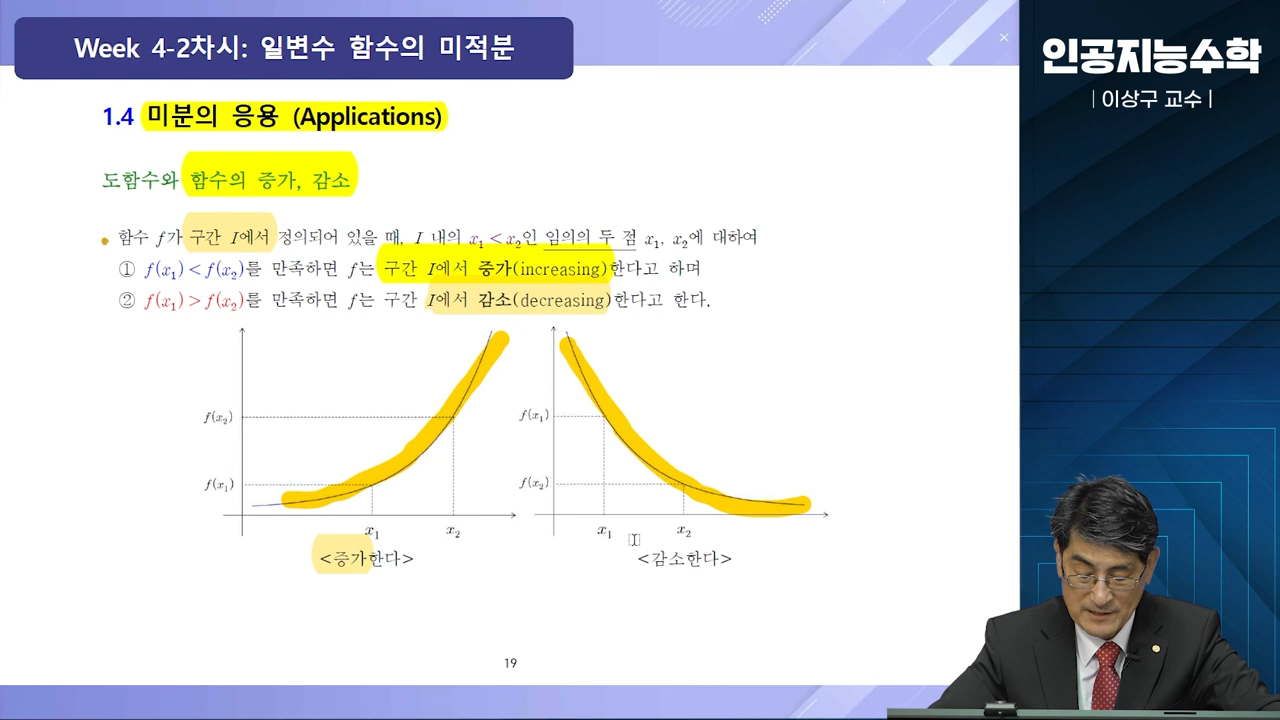 Week 4-2차시: 일변수 함수의 미적분
인공지능수학
| 이상구 교수 |
1.4 미분의 응용 (Applications)
도함수와 함수의 증가, 감소
• 함수 f가 구간 I에서 정의되어 있을 때, I 내의 x₁ < x₂인 임의의 두 점 x₁, x₂에 대하여
① f(x₁) < f(x₂)를 만족하면 f는 구간 I에서 증가(increasing)한다고 하며
② f(x₁) > f(x₂)를 만족하면 f는 구간 I에서 감소(decreasing)한다고 한다.
f(x₂)
f(x₁)
x₁ x₂
<증가한다>
f(x₁)
f(x₂)
x₁ x₂
<감소한다>
19